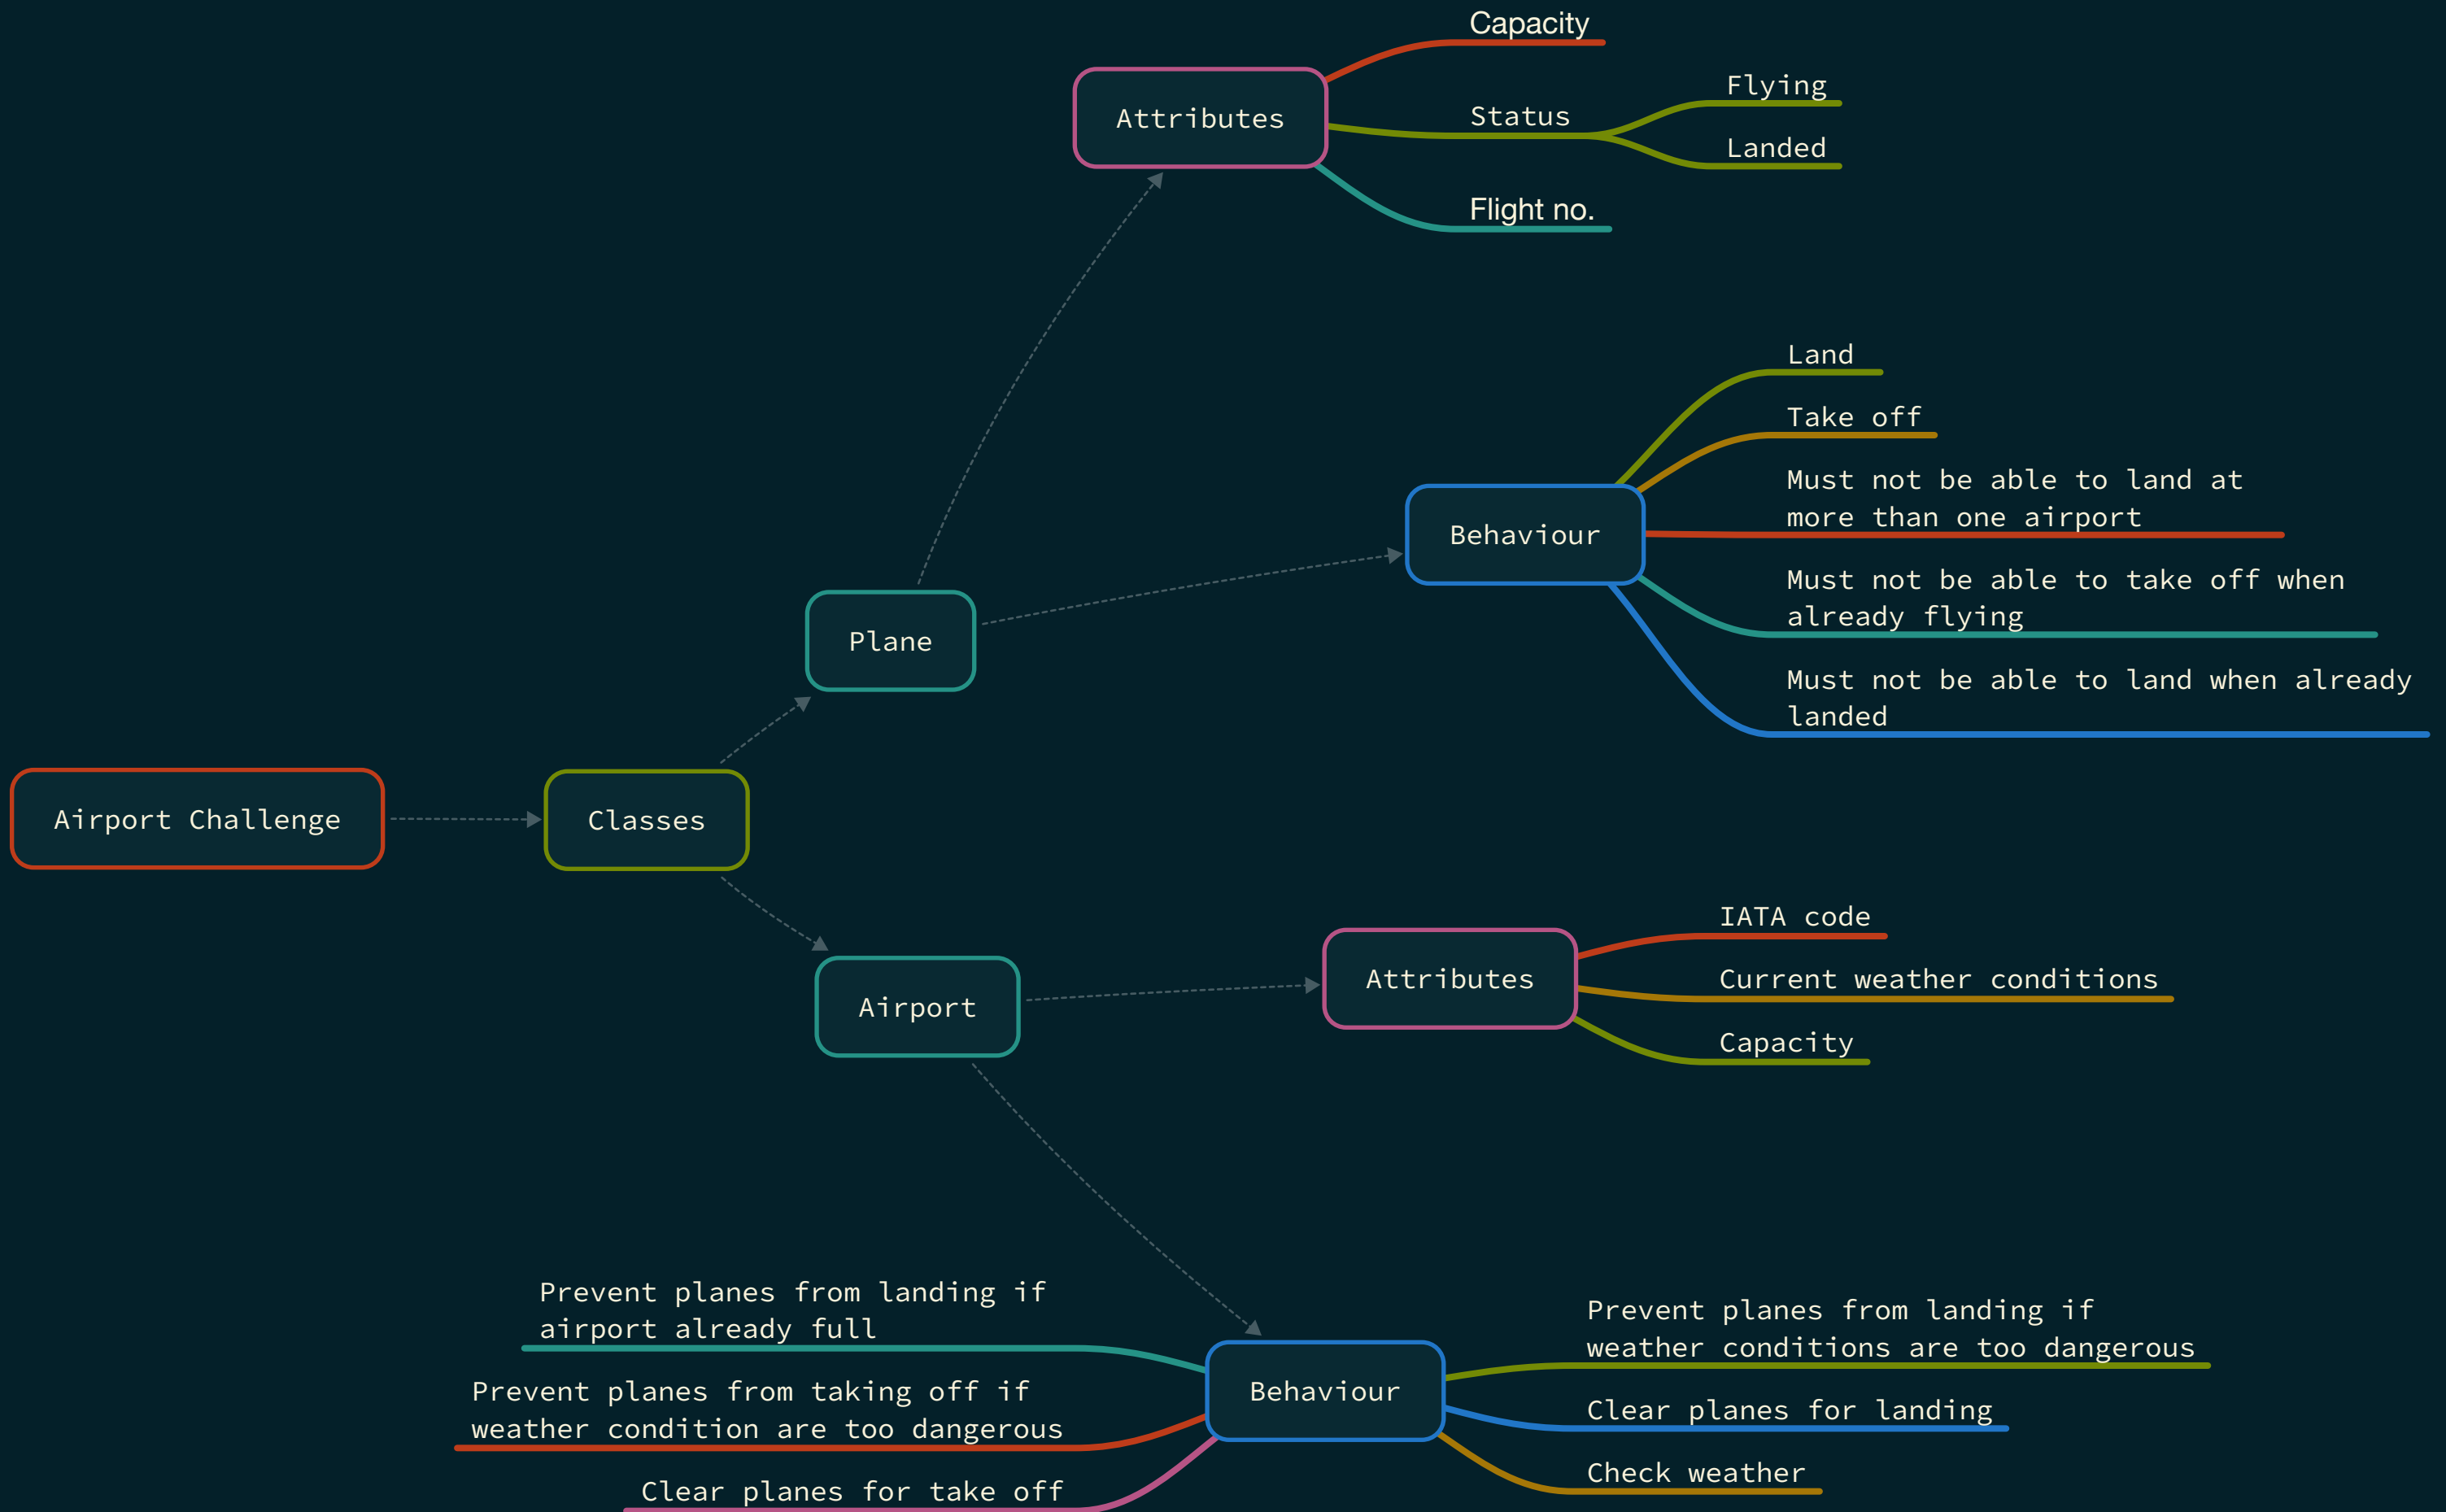 Capacity
Attributes
Status
Flying
Landed
Flight no.
Land
Take off
Must not be able to land at
more than one airport
Behaviour
Must not be able to take off when
already flying
Must not be able to land when already
landed
Plane
Airport Challenge
Classes
Airport
Attributes
IATA code
Current weather conditions
Capacity
Prevent planes from landing if
airport already full
Prevent planes from taking off if
weather condition are too dangerous
Clear planes for take off
Behaviour
Prevent planes from landing if
weather conditions are too dangerous
Clear planes for landing
Check weather